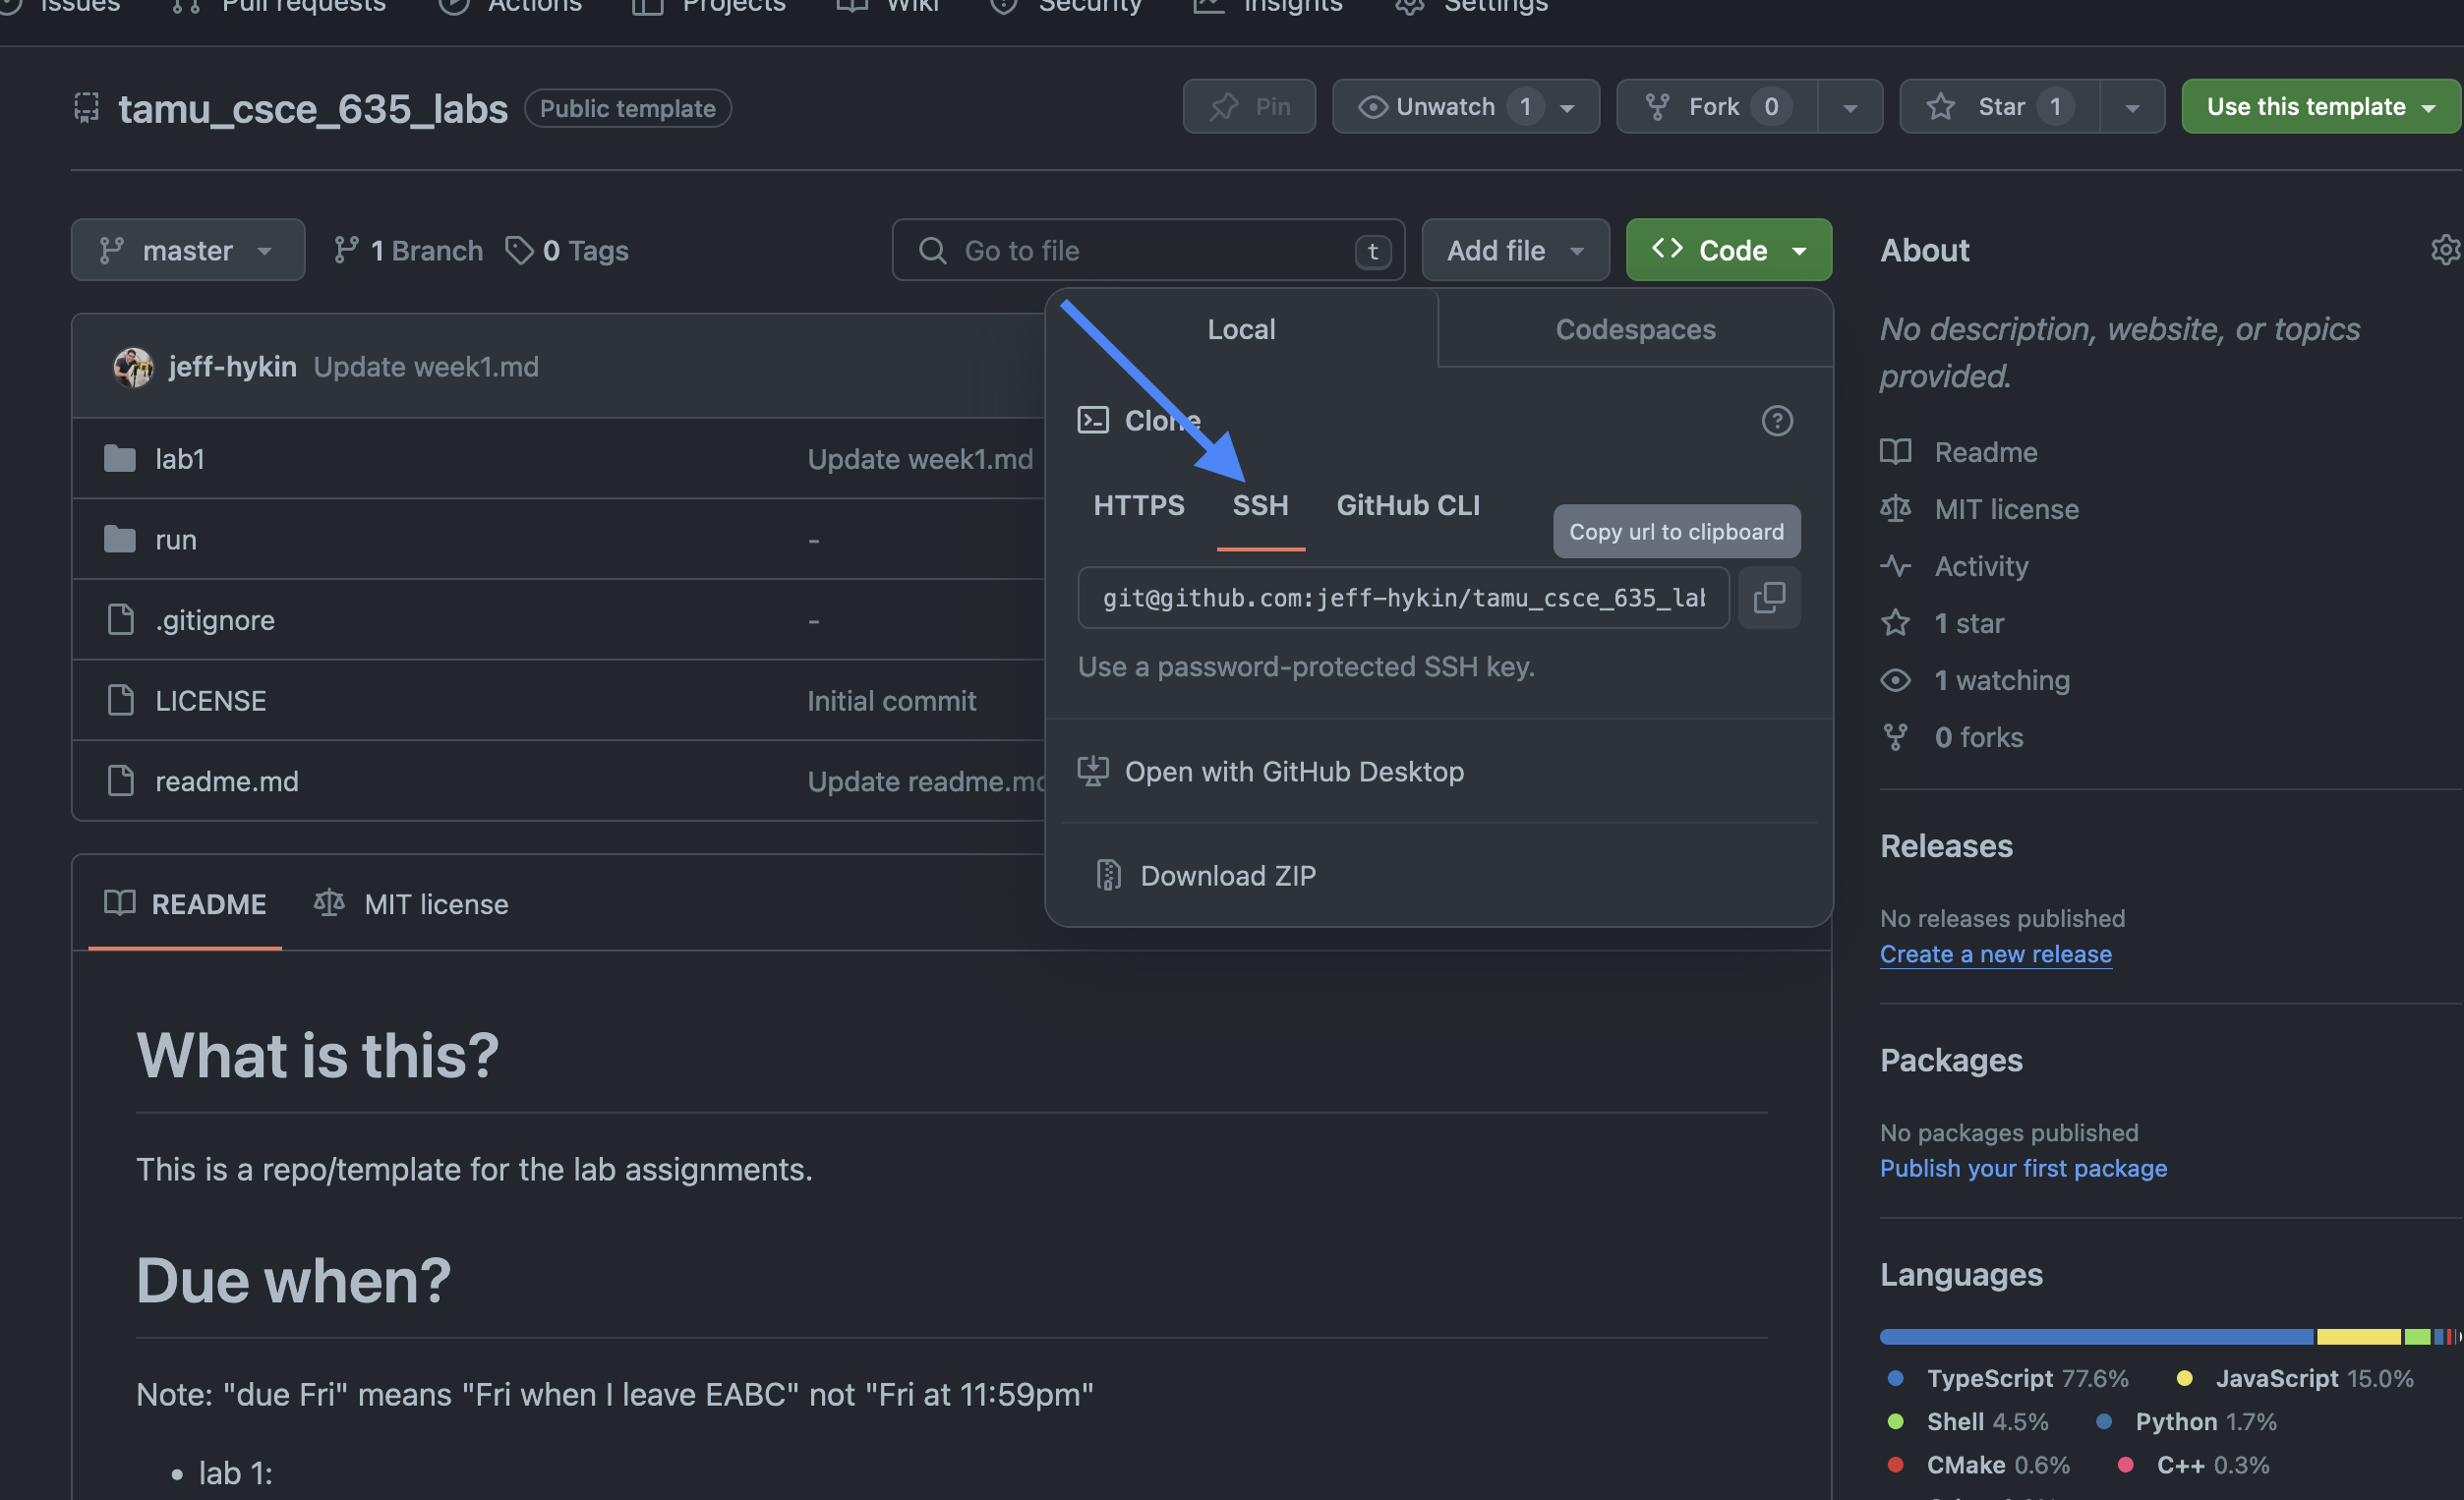 Issues Pull requests Actions Projects Wiki Security Insights Settings
tamu_csce_635_labs Public template Pin Unwatch 1 Fork 0 Star 1 Use this template
master 1 Branch 0 Tags Go to file t Add file Code About
Local Codespaces
No description, website, or topics
provided.
jeff-hykin Update week1.md
Clone
Readme
lab1 Update week1.md
HTTPS SSH GitHub CLI
MIT license
Copy url to clipboard
run -
Activity
git@github.com:jeff-hykin/tamu_csce_635_lab
.gitignore -
1 star
Use a password-protected SSH key.
1 watching
LICENSE Initial commit
0 forks
Open with GitHub Desktop
readme.md Update readme.md
Releases
Download ZIP
README MIT license
No releases published
Create a new release
What is this?
Packages
No packages published
This is a repo/template for the lab assignments.
Publish your first package
Due when?
Languages
TypeScript 77.6% JavaScript 15.0%
Note: "due Fri" means "Fri when I leave EABC" not "Fri at 11:59pm"
Shell 4.5% Python 1.7%
CMake 0.6% C++ 0.3%
• lab 1: